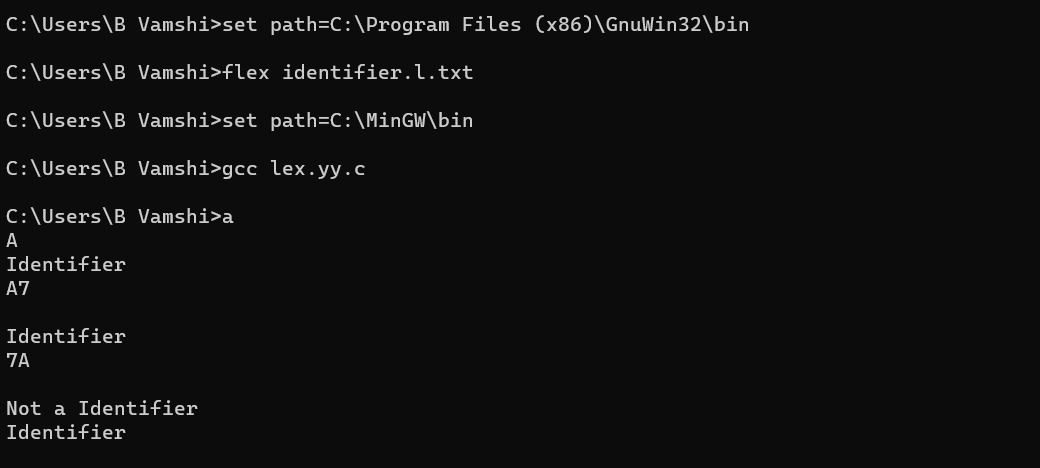 C:\Users\B Vamshi>set path=C:\Program Files (x86)\GnuWin32\bin
C:\Users\B Vamshi>flex identifier.l.txt
C:\Users\B Vamshi>set path=C:\MinGW\bin
C:\Users\B Vamshi>gcc lex.yy.c
C:\Users\B Vamshi>a
A
Identifier
A7
Identifier
7A
Not a Identifier
Identifier